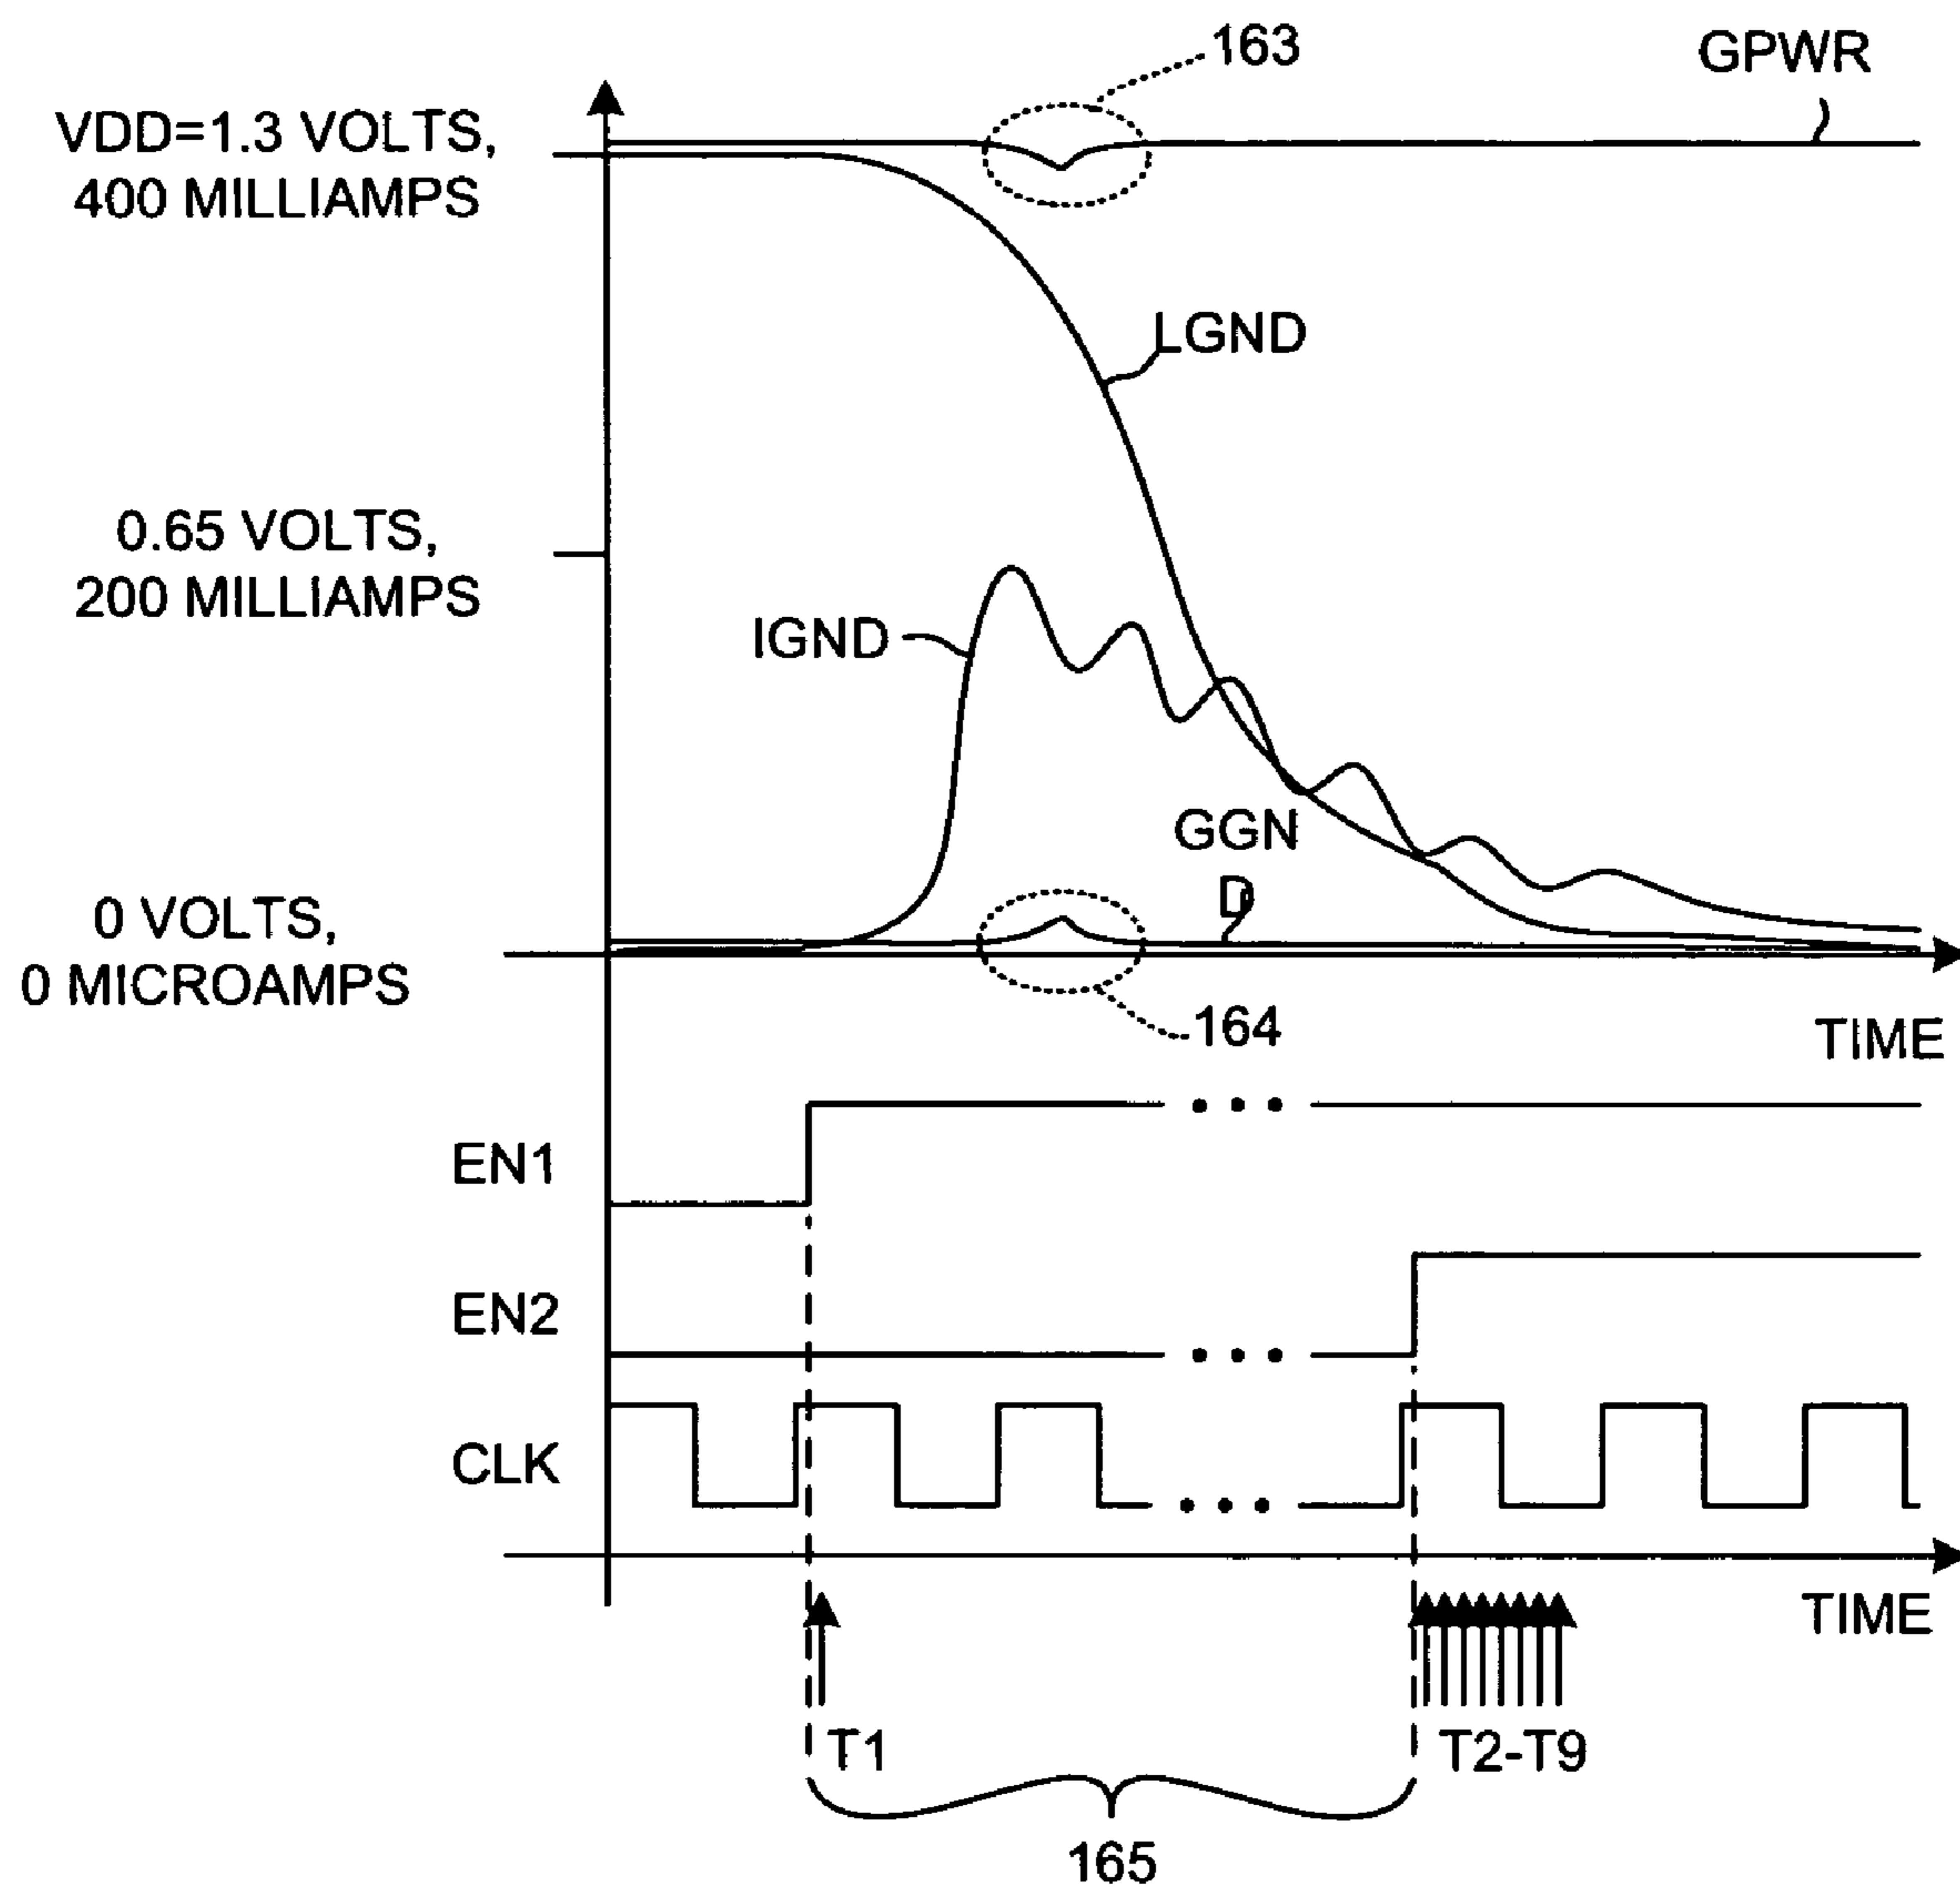 163
GPWR
VDD=1.3 VOLTS,
400 MILLIAMPS
LGND
0.65 VOLTS,
200 MILLIAMPS
IGND
GGN
D
0 VOLTS,
0 MICROAMPS
164
TIME
EN1
EN2
CLK
TIME
T1
T2-T9
165